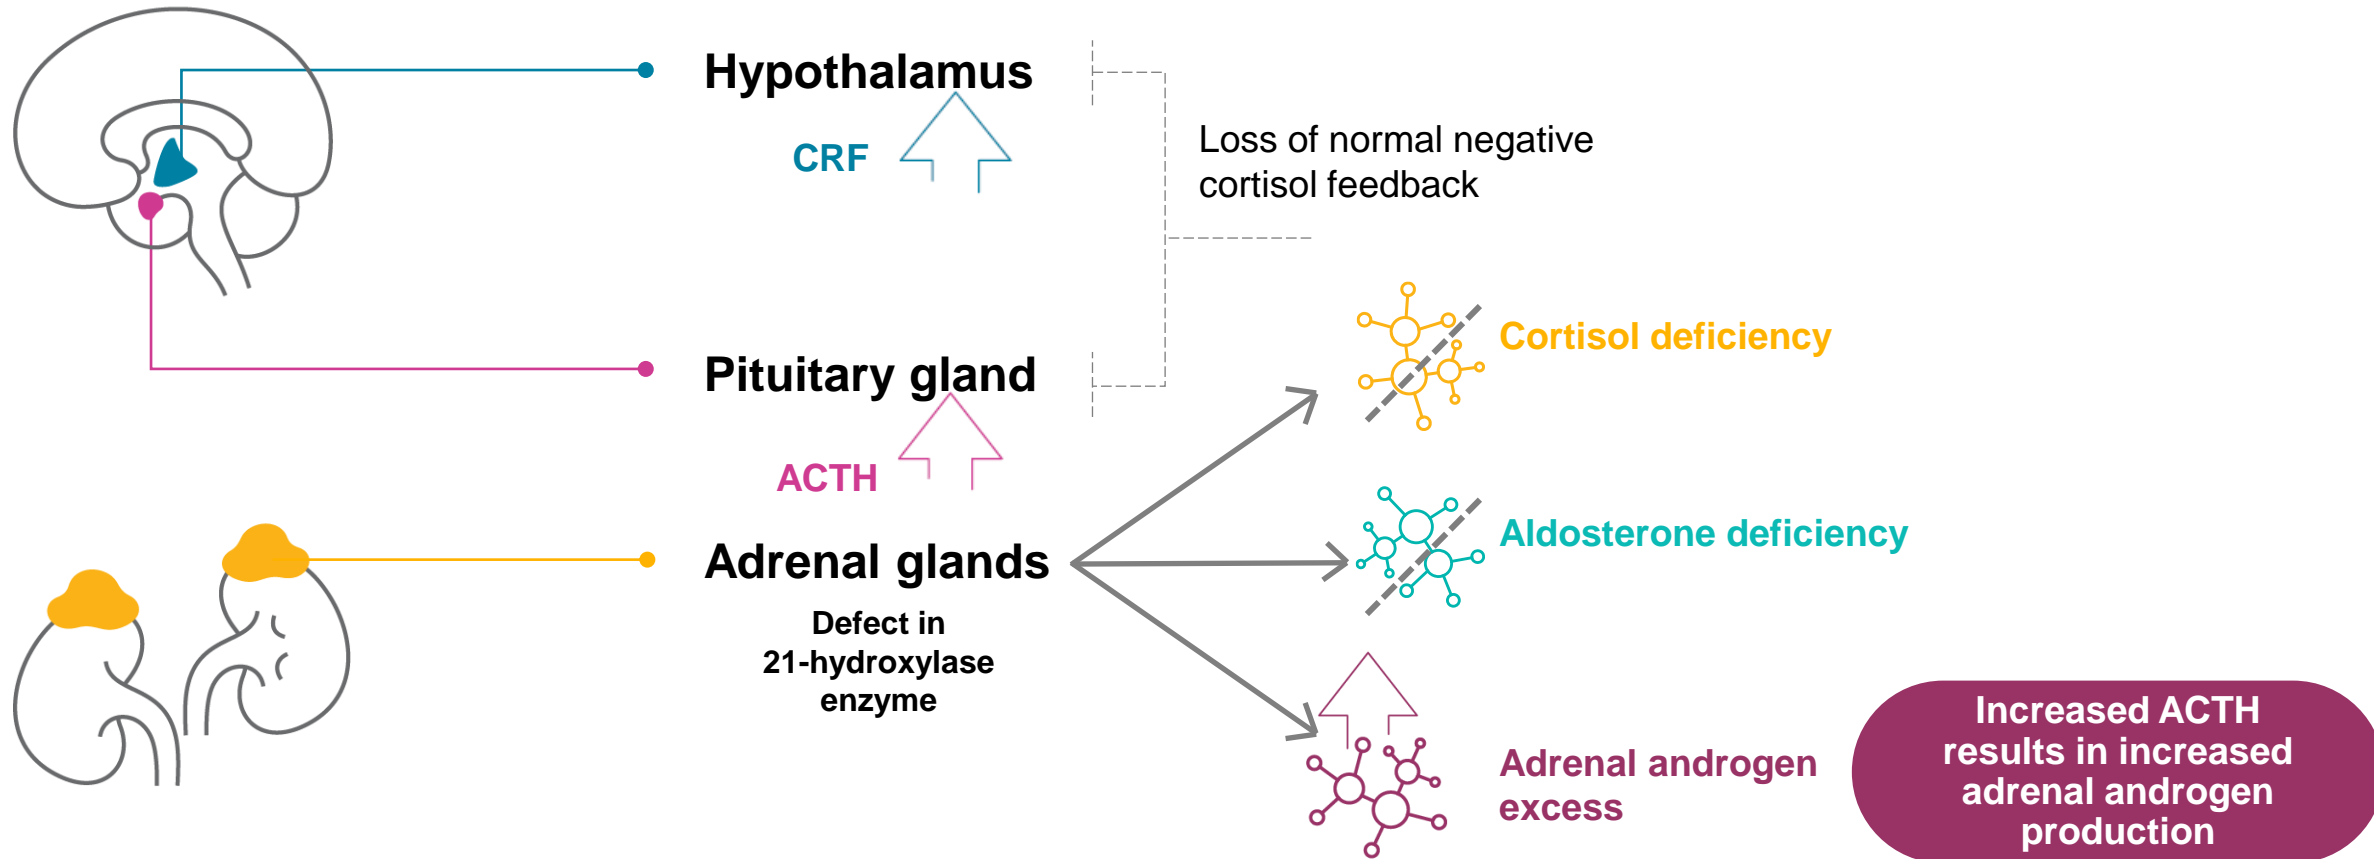 Hypothalamus
CRF
Loss of normal negative
cortisol feedback
Cortisol deficiency
Pituitary gland
ACTH
Aldosterone deficiency
Adrenal glands
Defect in
21-hydroxylase
enzyme
Adrenal androgen
excess
Increased ACTH
results in increased
adrenal androgen
production